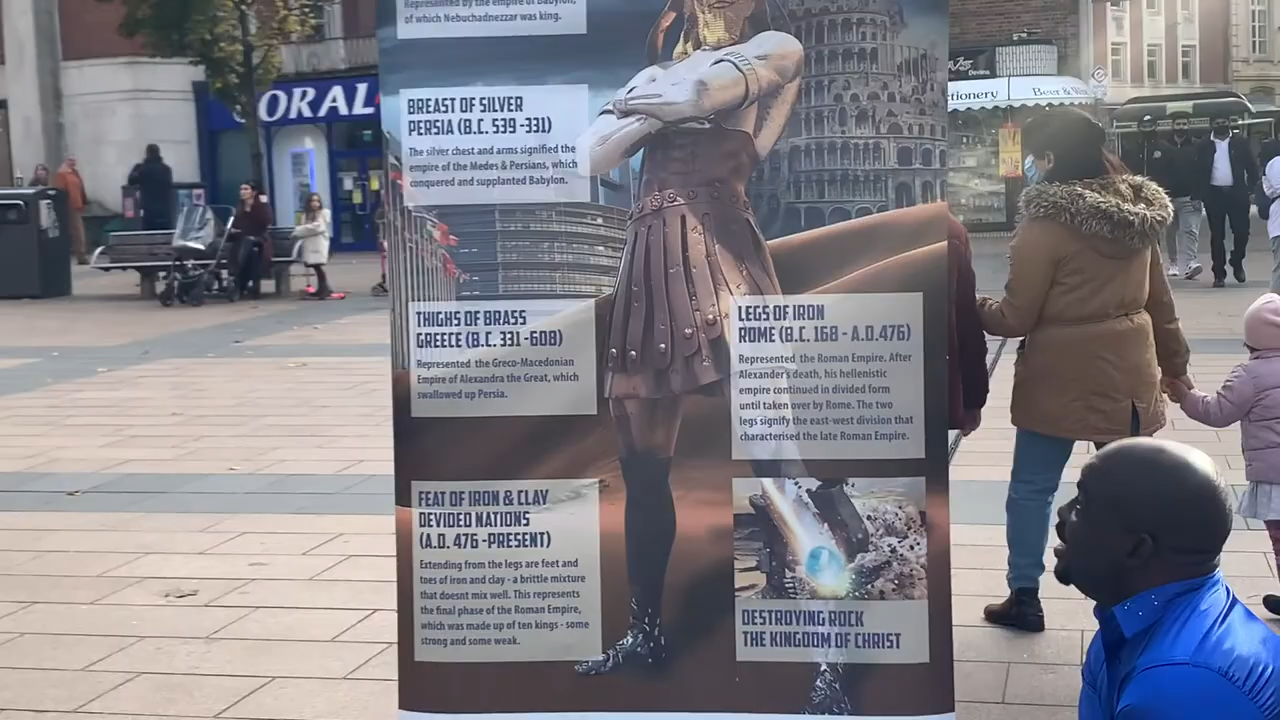 Represented by the empire of Babylon,
of which Nebuchadnezzar was king.
BREAST OF SILVER
PERSIA (B.C. 539 -331)
The silver chest and arms signified the
empire of the Medes & Persians, which
conquered and supplanted Babylon.
THIGHS OF BRASS
GREECE (B.C. 331 -608)
Represented the Greco-Macedonian
Empire of Alexandra the Great, which
swallowed up Persia.
LEGS OF IRON
ROME (B.C. 168 - A.D.476)
Represented the Roman Empire. After
Alexander's death, his hellenistic
empire continued in divided form
until taken over by Rome. The two
legs signify the east-west division that
characterised the late Roman Empire.
FEAT OF IRON & CLAY
DEVIDED NATIONS
(A.D. 476 -PRESENT)
Extending from the legs are feet and
toes of iron and clay - a brittle mixture
that doesnt mix well. This represents
the final phase of the Roman Empire,
which was made up of ten kings - some
strong and some weak.
DESTROYING ROCK
THE KINGDOM OF CHRIST
ORAL
ctionery Beer &